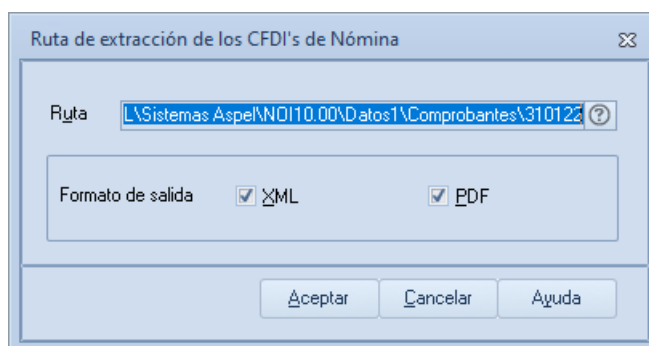 Ruta de extracción de los CFDI's de Nómina
Ruta L\Sistemas Aspel\NOI10.00\Datos1\Comprobantes\310122
Formato de salida XML PDF
Aceptar Cancelar Ayuda